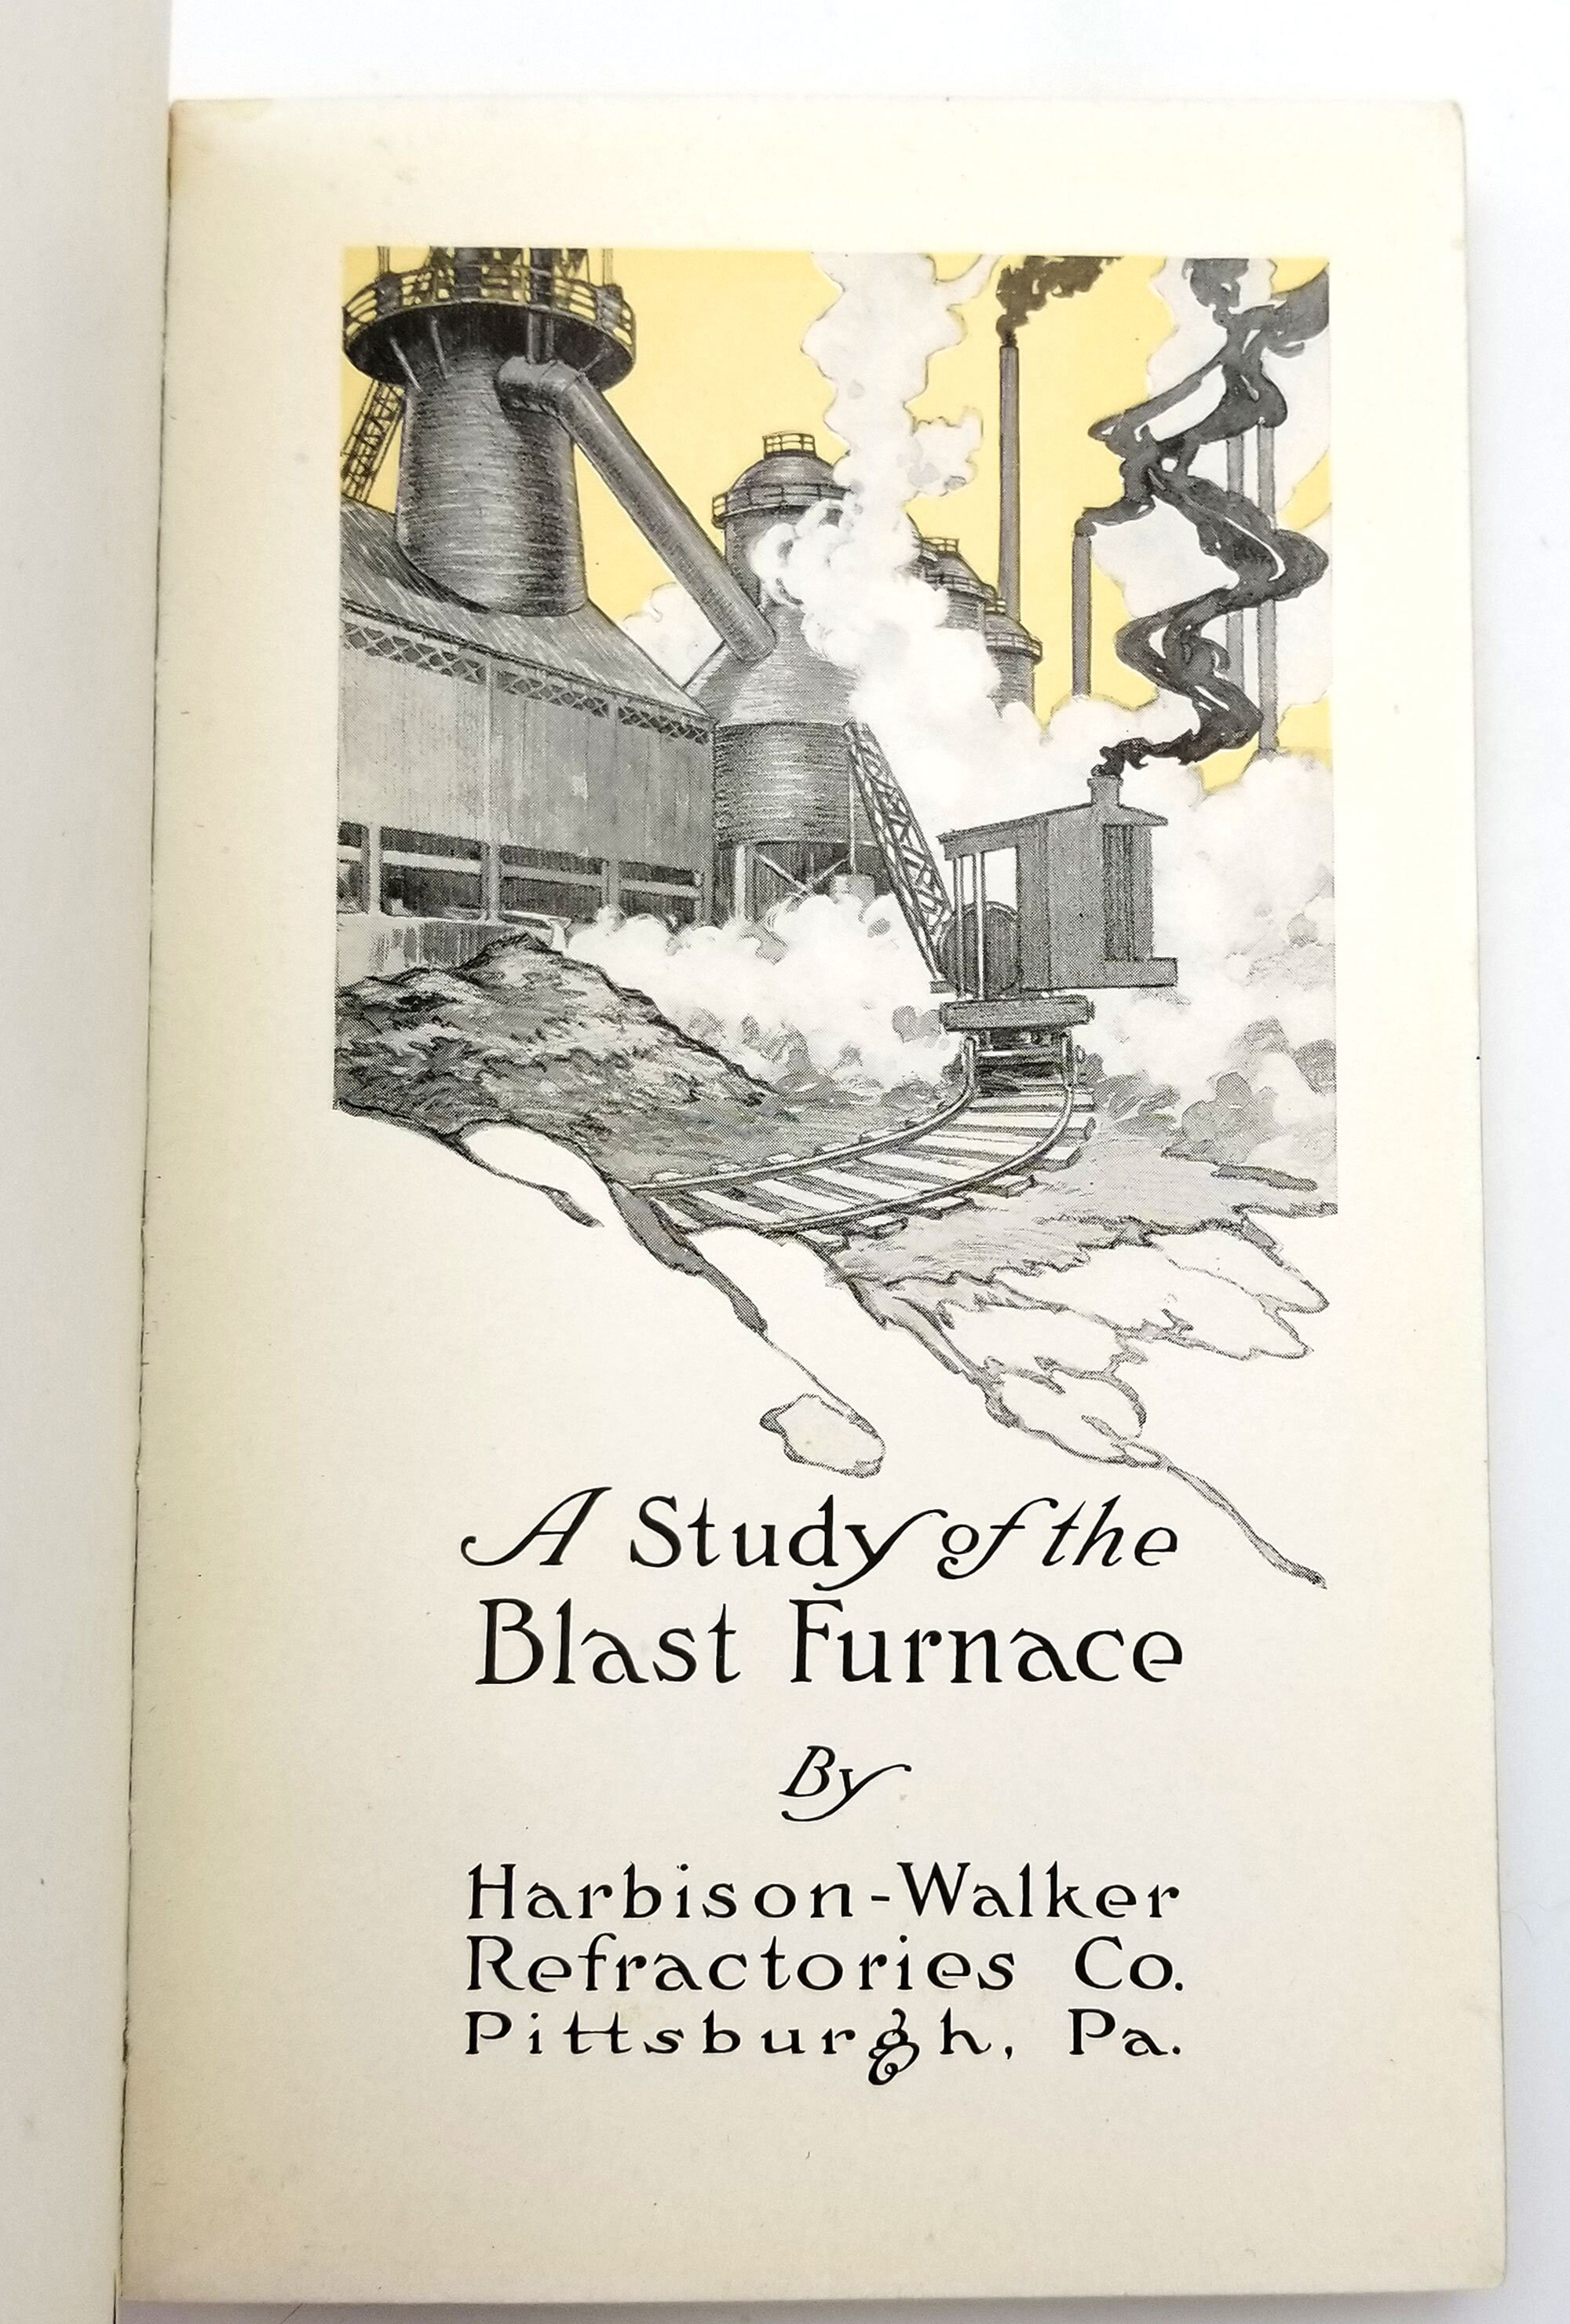 A Study of the
Blast Furnace
By
Harbison-Walker
Refractories Co.
Pittsburgh, Pa.